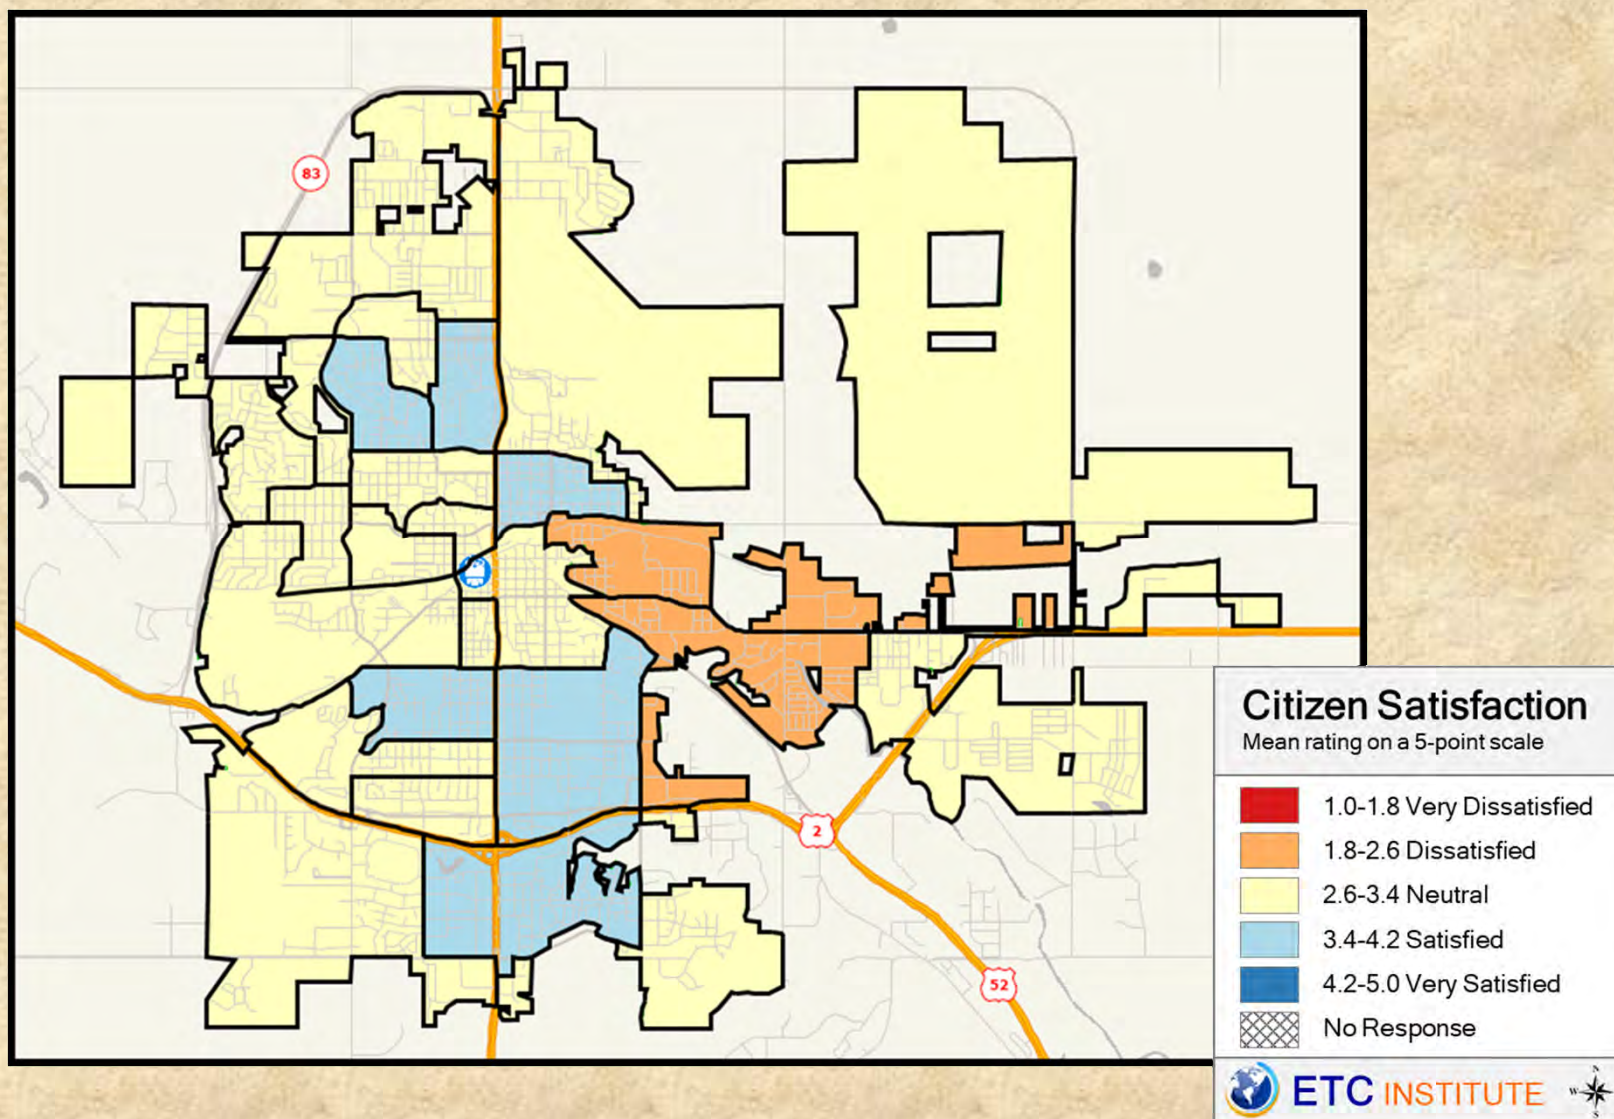 83
2
52
Citizen Satisfaction
Mean rating on a 5-point scale
1.0-1.8 Very Dissatisfied
1.8-2.6 Dissatisfied
2.6-3.4 Neutral
3.4-4.2 Satisfied
4.2-5.0 Very Satisfied
No Response
ETC INSTITUTE
N
W
S